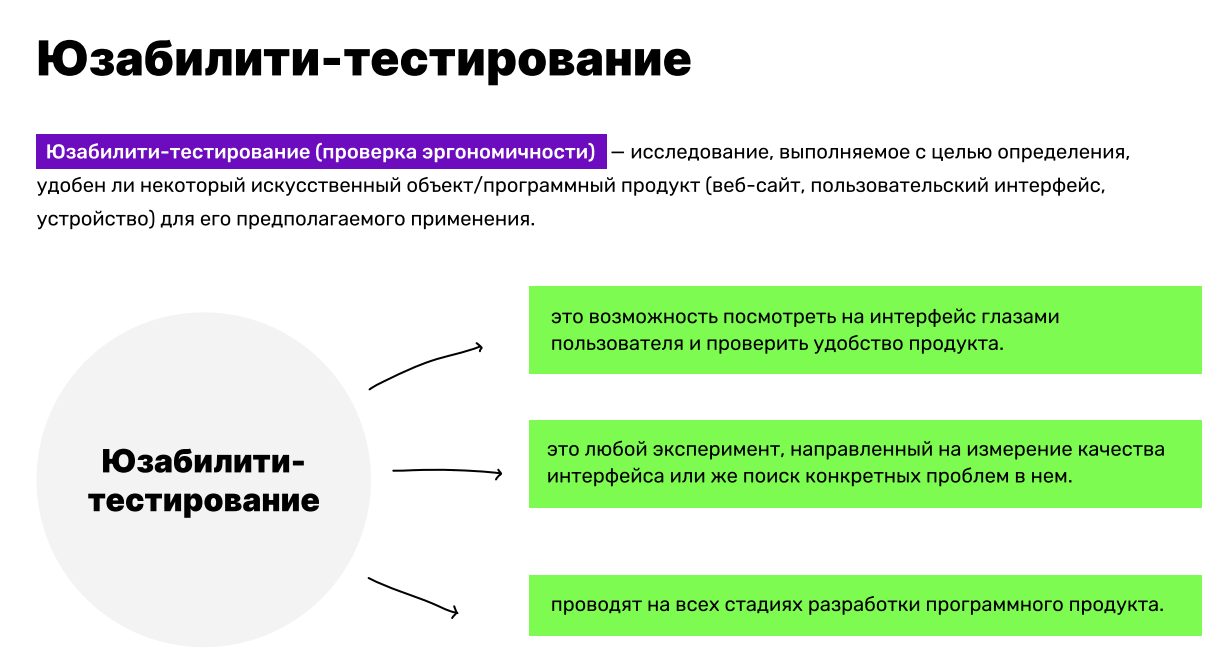 Юзабилити-тестирование
Юзабилити-тестирование (проверка эргономичности) — исследование, выполняемое с целью определения,
удобен ли некоторый искусственный объект/программный продукт (веб-сайт, пользовательский интерфейс,
устройство) для его предполагаемого применения.
Юзабилити-
тестирование
это возможность посмотреть на интерфейс глазами
пользователя и проверить удобство продукта.
это любой эксперимент, направленный на измерение качества
интерфейса или же поиск конкретных проблем в нем.
проводят на всех стадиях разработки программного продукта.